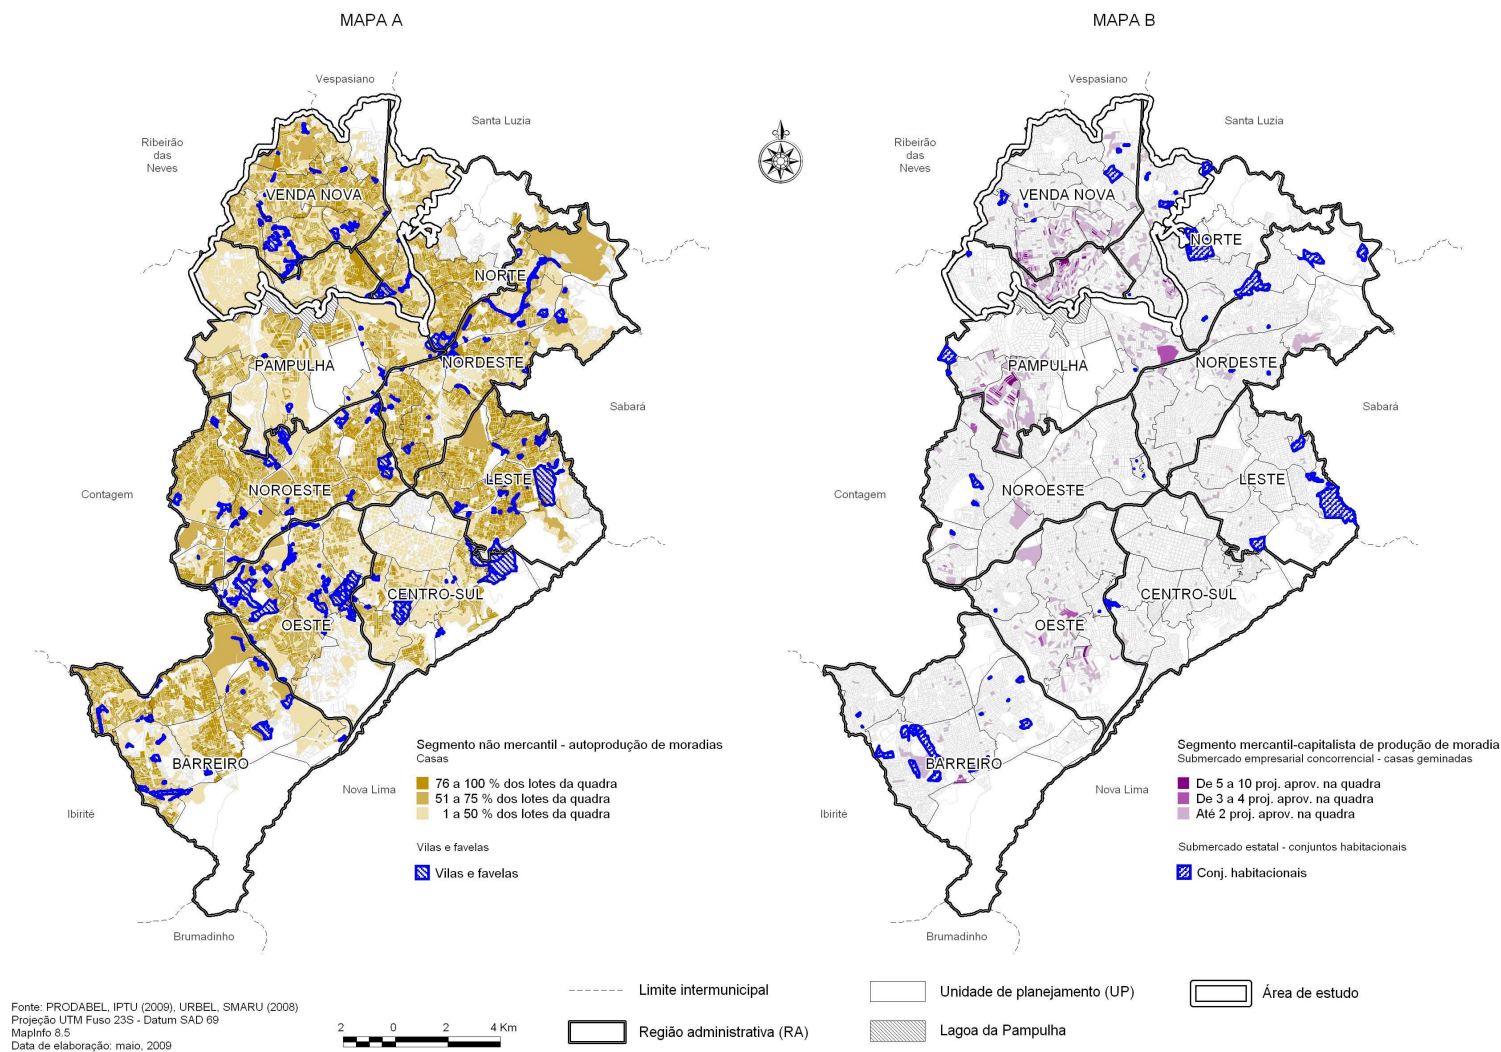 MAPA A
MAPA B
Vespasiano
Santa Luzia
Ribeirão
das
Neves
VENDA NOVA
NORTE
PAMPULHA
NORDESTE
Sabará
Contagem
NOROESTE
LESTE
CENTRO-SUL
OESTE
BARREIRO
Nova Lima
Ibirité
Brumadinho
Segmento não mercantil - autoprodução de moradias
Casas
76 a 100 % dos lotes da quadra
51 a 75 % dos lotes da quadra
1 a 50 % dos lotes da quadra
Vilas e favelas
Vilas e favelas
Vespasiano
Santa Luzia
Ribeirão
das
Neves
VENDA NOVA
NORTE
PAMPULHA
NORDESTE
Sabará
Contagem
NOROESTE
LESTE
CENTRO-SUL
OESTE
BARREIRO
Nova Lima
Ibirité
Brumadinho
Segmento mercantil-capitalista de produção de moradia
Submercado empresarial concorrencial - casas geminadas
De 5 a 10 proj. aprov. na quadra
De 3 a 4 proj. aprov. na quadra
Até 2 proj. aprov. na quadra
Submercado estatal - conjuntos habitacionais
Conj. habitacionais
Fonte: PRODABEL, IPTU (2009), URBEL, SMARU (2008)
Projeção UTM Fuso 23S - Datum SAD 69
MapInfo 8.5
Data de elaboração: maio, 2009
2 0 2 4 Km
Limite intermunicipal
Região administrativa (RA)
Unidade de planejamento (UP)
Lagoa da Pampulha
Área de estudo